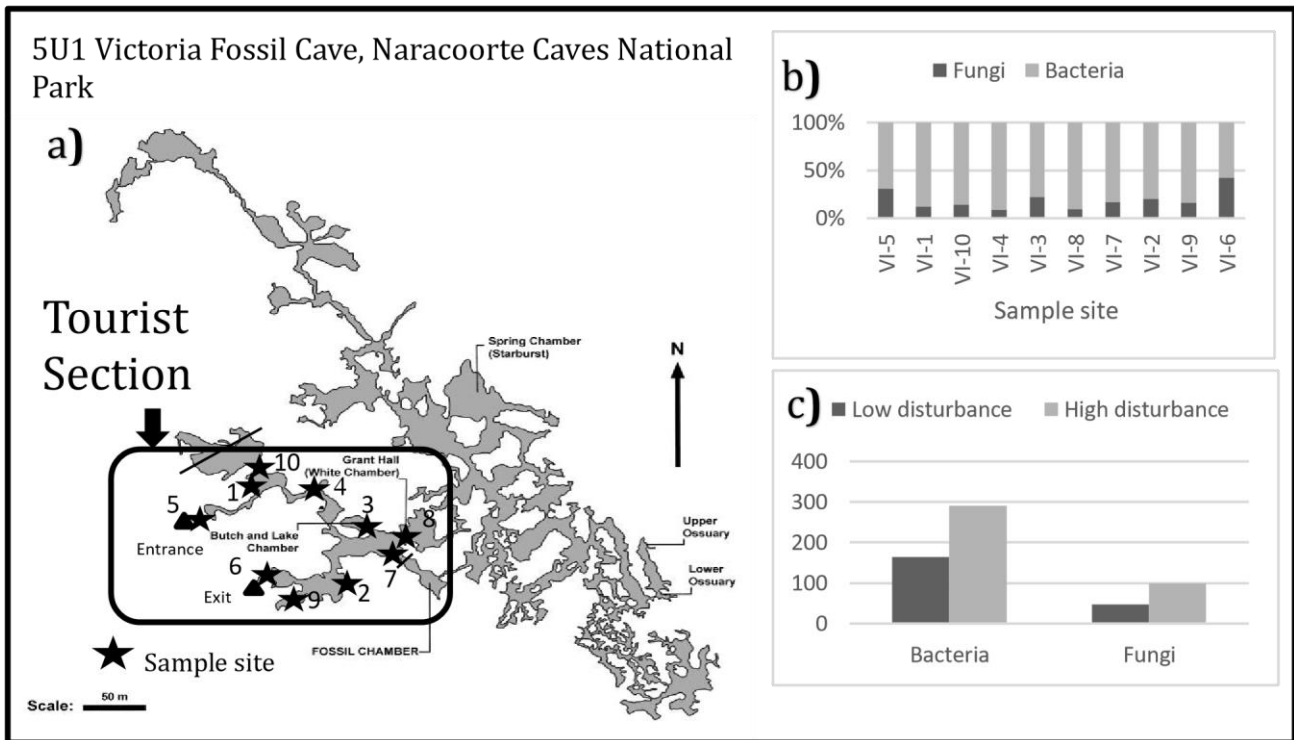 5U1 Victoria Fossil Cave, Naracoorte Caves National
Park
a)
Tourist
Section
Spring Chamber
(Starburst)
N
Grant Hall
(White Chamber)
10
1
4
5
3
8
Butch and Lake
Chamber
Entrance
Upper
Ossuary
7
6
2
Lower
Ossuary
Exit
9
FOSSIL CHAMBER
Sample site
Scale:
50 m
b)
Fungi
Bacteria
100%
50%
0%
VI-5
VI-1
VI-10
VI-4
VI-3
VI-8
VI-7
VI-2
VI-9
VI-6
Sample site
c)
Low disturbance
High disturbance
400
300
200
100
0
Bacteria
Fungi